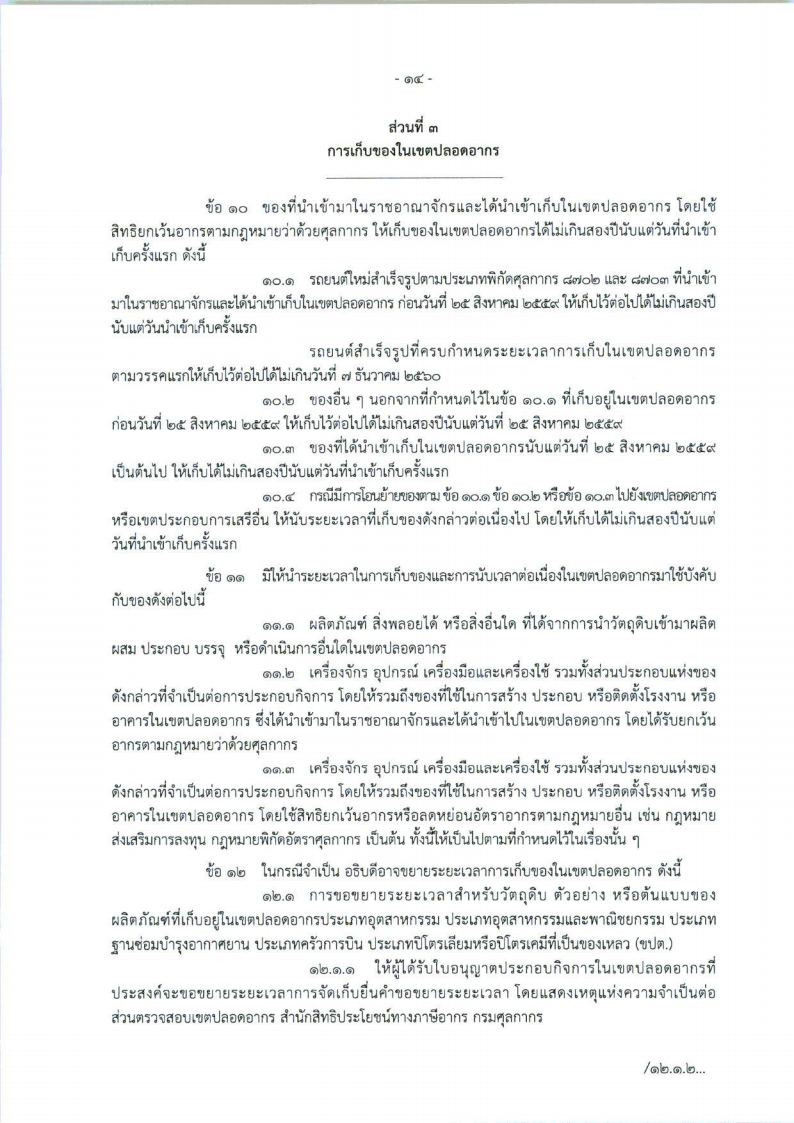 - ๑๔ -
ส่วนที่ ๓
การเก็บของในเขตปลอดอากร
ข้อ ๑๐ ของที่นำเข้ามาในราชอาณาจักรและได้นำเข้าเก็บในเขตปลอดอากร โดยใช้
สิทธิยกเว้นอากรตามกฎหมายว่าด้วยศุลกากร ให้เก็บของในเขตปลอดอากรได้ไม่เกินสองปีนับแต่วันที่นำเข้า
เก็บครั้งแรก ดังนี้
๑๐.๑ รถยนต์ใหม่สำเร็จรูปตามประเภทพิกัดศุลกากร ๘๗๐๒ และ ๘๗๐๓ ที่นำเข้า
มาในราชอาณาจักรและได้นำเข้าเก็บในเขตปลอดอากร ก่อนวันที่ ๒๕ สิงหาคม ๒๕๕๙ ให้เก็บไว้ต่อไปได้ไม่เกินสองปี
นับแต่วันนำเข้าเก็บครั้งแรก
รถยนต์สำเร็จรูปที่ครบกำหนดระยะเวลาการเก็บในเขตปลอดอากร
ตามวรรคแรกให้เก็บไว้ต่อไปได้ไม่เกินวันที่ ๗ ธันวาคม ๒๕๖๐
๑๐.๒ ของอื่น ๆ นอกจากที่กำหนดไว้ในข้อ ๑๐.๑ ที่เก็บอยู่ในเขตปลอดอากร
ก่อนวันที่ ๒๕ สิงหาคม ๒๕๕๙ ให้เก็บไว้ต่อไปได้ไม่เกินสองปีนับแต่วันที่ ๒๕ สิงหาคม ๒๕๕๙
๑๐.๓ ของที่ได้นำเข้าเก็บในเขตปลอดอากรนับแต่วันที่ ๒๕ สิงหาคม ๒๕๕๙
เป็นต้นไป ให้เก็บได้ไม่เกินสองปีนับแต่วันที่นำเข้าเก็บครั้งแรก
๑๐.๔ กรณีมีการโอนย้ายของตาม ข้อ ๑๐.๑ ข้อ ๑๐.๒ หรือข้อ ๑๐.๓ ไปยังเขตปลอดอากร
หรือเขตประกอบการเสรีอื่น ให้นับระยะเวลาที่เก็บของดังกล่าวต่อเนื่องไป โดยให้เก็บได้ไม่เกินสองปีนับแต่
วันที่นำเข้าเก็บครั้งแรก
ข้อ ๑๑ มิให้นำระยะเวลาในการเก็บของและการนับเวลาต่อเนื่องในเขตปลอดอากรมาใช้บังคับ
กับของดังต่อไปนี้
๑๑.๑ ผลิตภัณฑ์ สิ่งพลอยได้ หรือสิ่งอื่นใด ที่ได้จากการนำวัตถุดิบเข้ามาผลิต
ผสม ประกอบ บรรจุ หรือดำเนินการอื่นใดในเขตปลอดอากร
๑๑.๒ เครื่องจักร อุปกรณ์ เครื่องมือและเครื่องใช้ รวมทั้งส่วนประกอบแห่งของ
ดังกล่าวที่จำเป็นต่อการประกอบกิจการ โดยให้รวมถึงของที่ใช้ในการสร้าง ประกอบ หรือติดตั้งโรงงาน หรือ
อาคารในเขตปลอดอากร ซึ่งได้นำเข้ามาในราชอาณาจักรและได้นำเข้าไปในเขตปลอดอากร โดยได้รับยกเว้น
อากรตามกฎหมายว่าด้วยศุลกากร
๑๑.๓ เครื่องจักร อุปกรณ์ เครื่องมือและเครื่องใช้ รวมทั้งส่วนประกอบแห่งของ
ดังกล่าวที่จำเป็นต่อการประกอบกิจการ โดยให้รวมถึงของที่ใช้ในการสร้าง ประกอบ หรือติดตั้งโรงงาน หรือ
อาคารในเขตปลอดอากร โดยใช้สิทธิยกเว้นอากรหรือลดหย่อนอัตราอากรตามกฎหมายอื่น เช่น กฎหมาย
ส่งเสริมการลงทุน กฎหมายพิกัดอัตราศุลกากร เป็นต้น ทั้งนี้ให้เป็นไปตามที่กำหนดไว้ในเรื่องนั้น ๆ
ข้อ ๑๒ ในกรณีจำเป็น อธิบดีอาจขยายระยะเวลาการเก็บของในเขตปลอดอากร ดังนี้
๑๒.๑ การขอขยายระยะเวลาสำหรับวัตถุดิบ ตัวอย่าง หรือต้นแบบของ
ผลิตภัณฑ์ที่เก็บอยู่ในเขตปลอดอากรประเภทอุตสาหกรรม ประเภทอุตสาหกรรมและพาณิชยกรรม ประเภท
ฐานซ่อมบำรุงอากาศยาน ประเภทครัวการบิน ประเภทปิโตรเลียมหรือปิโตรเคมีที่เป็นของเหลว (ขปต.)
๑๒.๑.๑ ให้ผู้ได้รับใบอนุญาตประกอบกิจการในเขตปลอดอากรที่
ประสงค์จะขอขยายระยะเวลาการจัดเก็บยื่นคำขอขยายระยะเวลา โดยแสดงเหตุแห่งความจำเป็นต่อ
ส่วนตรวจสอบเขตปลอดอากร สำนักสิทธิประโยชน์ทางภาษีอากร กรมศุลกากร
/๑๒.๑.๒...